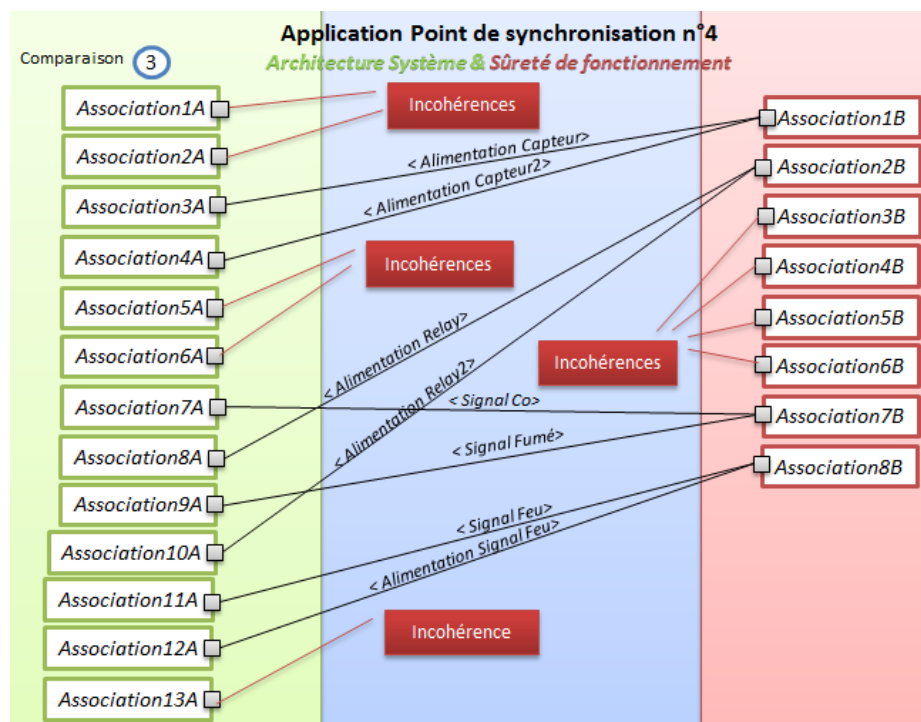 Application Point de synchronisation n°4
Comparaison 3
Architecture Système & Sûreté de fonctionnement
Association1A
Incohérences
Association1B
Association2A
< Alimentation Capteur>
Association2B
Association3A
< Alimentation Capteur2>
Association3B
Association4A
Incohérences
Association4B
Association5A
< Alimentation Relay>
Association5B
Association6A
Incohérences
Association6B
< Alimentation Relay2>
Association7A
< Signal Co>
Association7B
Association8A
< Signal Fumé>
Association8B
Association9A
< Signal Feu>
Association10A
< Alimentation Signal Feu>
Association11A
Association12A
Incohérence
Association13A